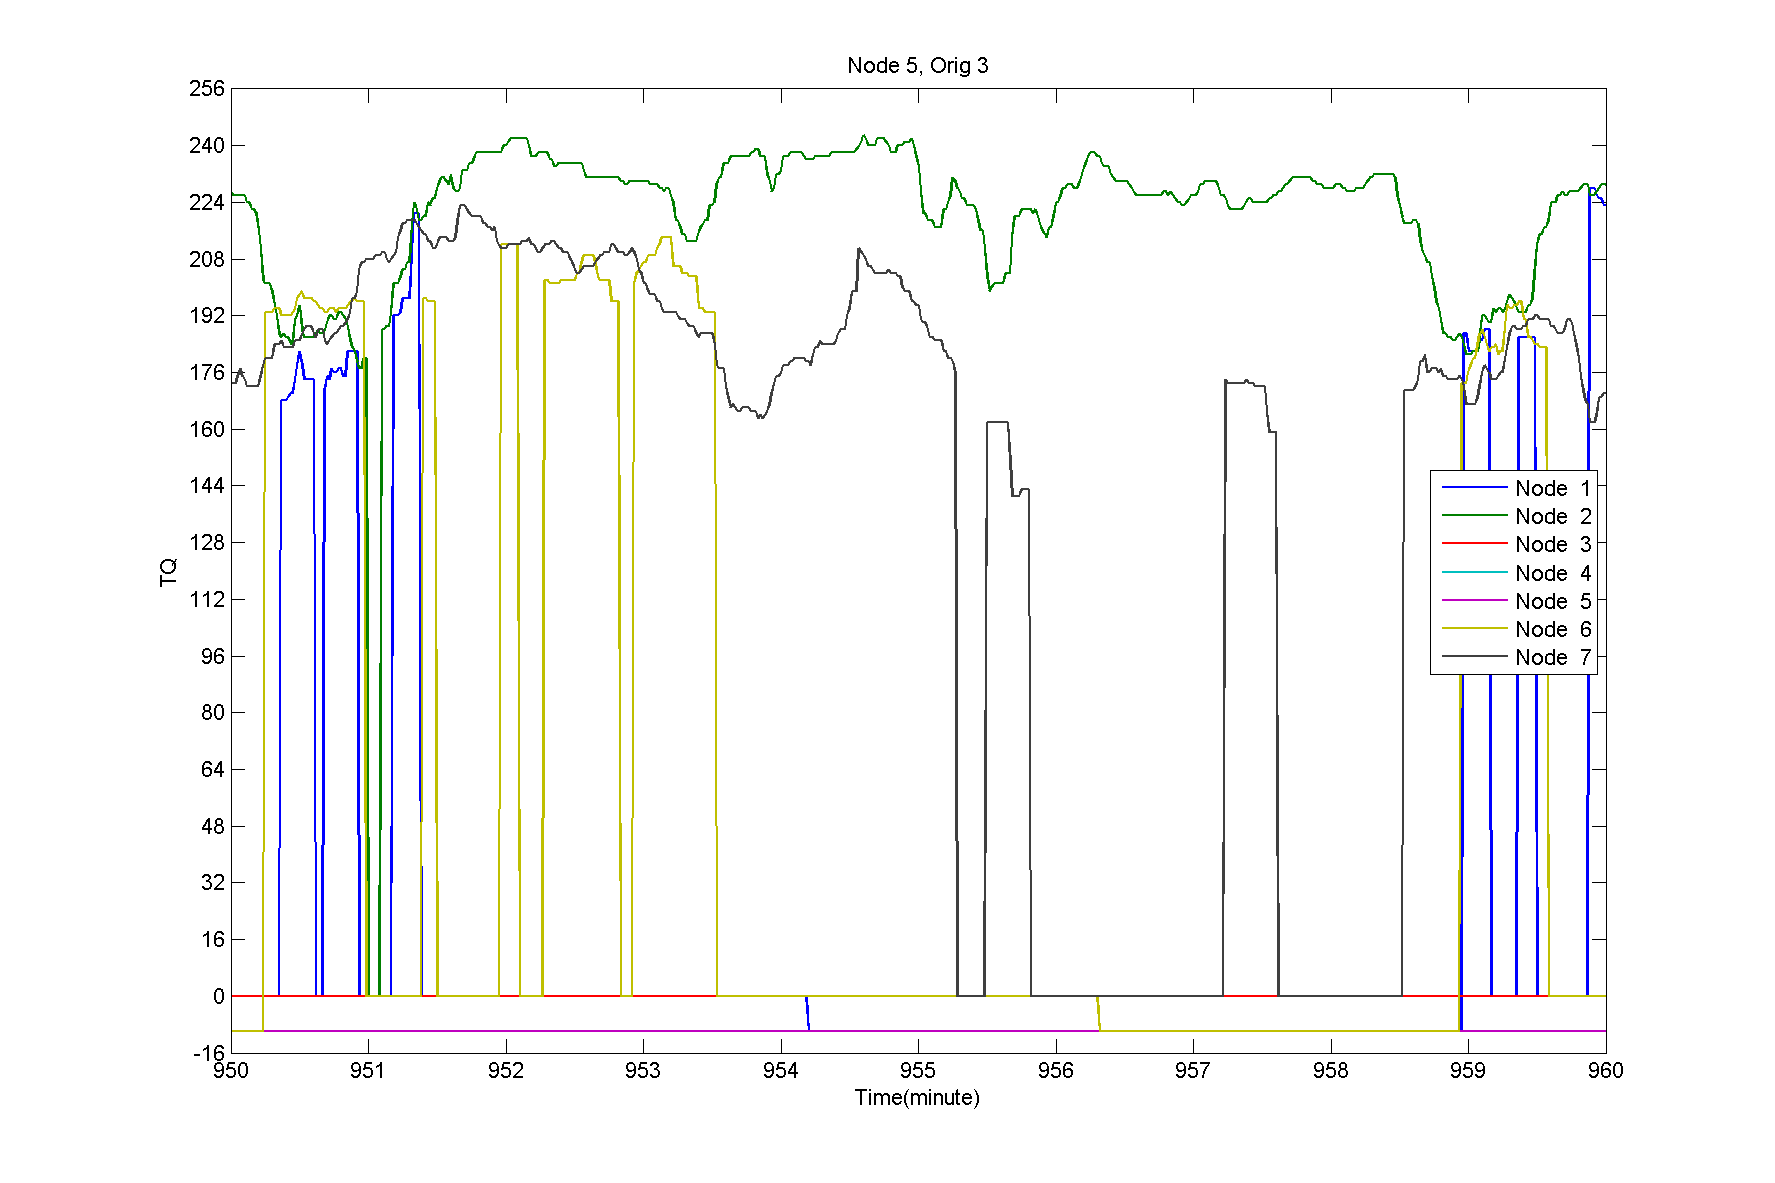 Node 5, Orig 3
256
240
224
208
192
176
160
144
128
112
96
80
64
48
32
16
0
-16
TQ
Node 1
Node 2
Node 3
Node 4
Node 5
Node 6
Node 7
950 951 952 953 954 955 956 957 958 959 960
Time(minute)